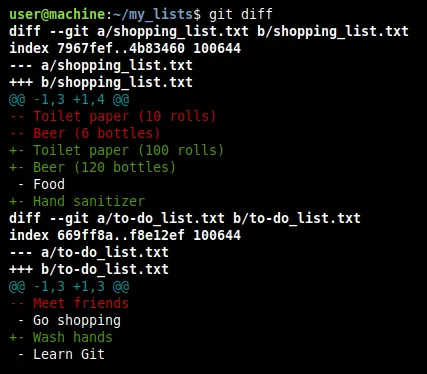 user@machine:~/my_lists$ git diff
diff --git a/shopping_list.txt b/shopping_list.txt
index 7967fef..4b83460 100644
--- a/shopping_list.txt
+++ b/shopping_list.txt
@@ -1,3 +1,4 @@
-- Toilet paper (10 rolls)
-- Beer (6 bottles)
+- Toilet paper (100 rolls)
+- Beer (120 bottles)
 - Food
+- Hand sanitizer
diff --git a/to-do_list.txt b/to-do_list.txt
index 669ff8a..f8e12ef 100644
--- a/to-do_list.txt
+++ b/to-do_list.txt
@@ -1,3 +1,3 @@
-- Meet friends
 - Go shopping
+- Wash hands
 - Learn Git